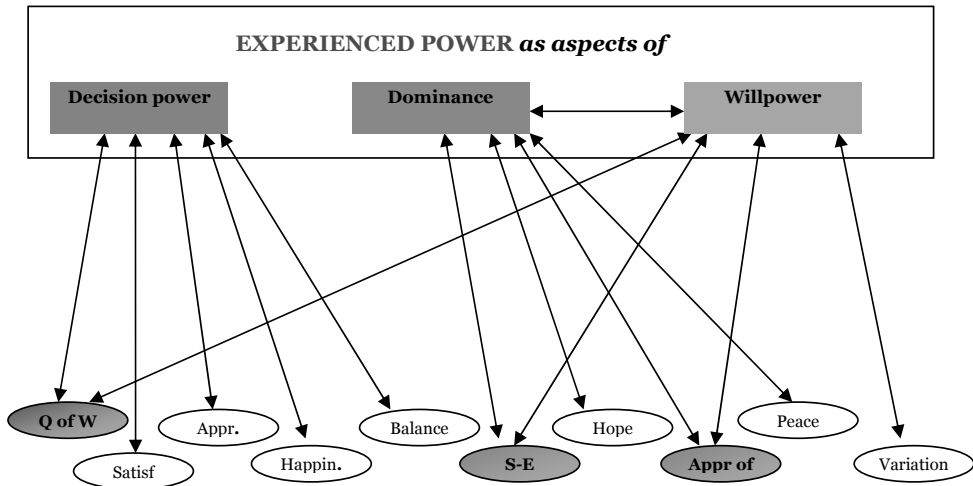 EXPERIENCED POWER as aspects of
Decision power
Dominance
Willpower
Q of W
Appr.
Balance
Hope
Peace
Satisf
Happin.
S-E
Appr of
Variation